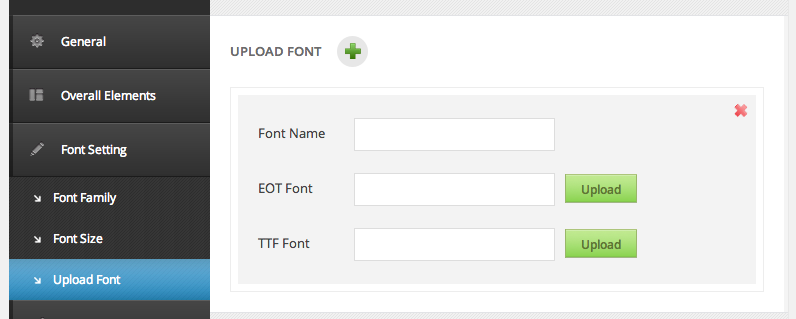 General
Overall Elements
Font Setting
Font Family
Font Size
Upload Font
UPLOAD FONT
Font Name
EOT Font
Upload
TTF Font
Upload